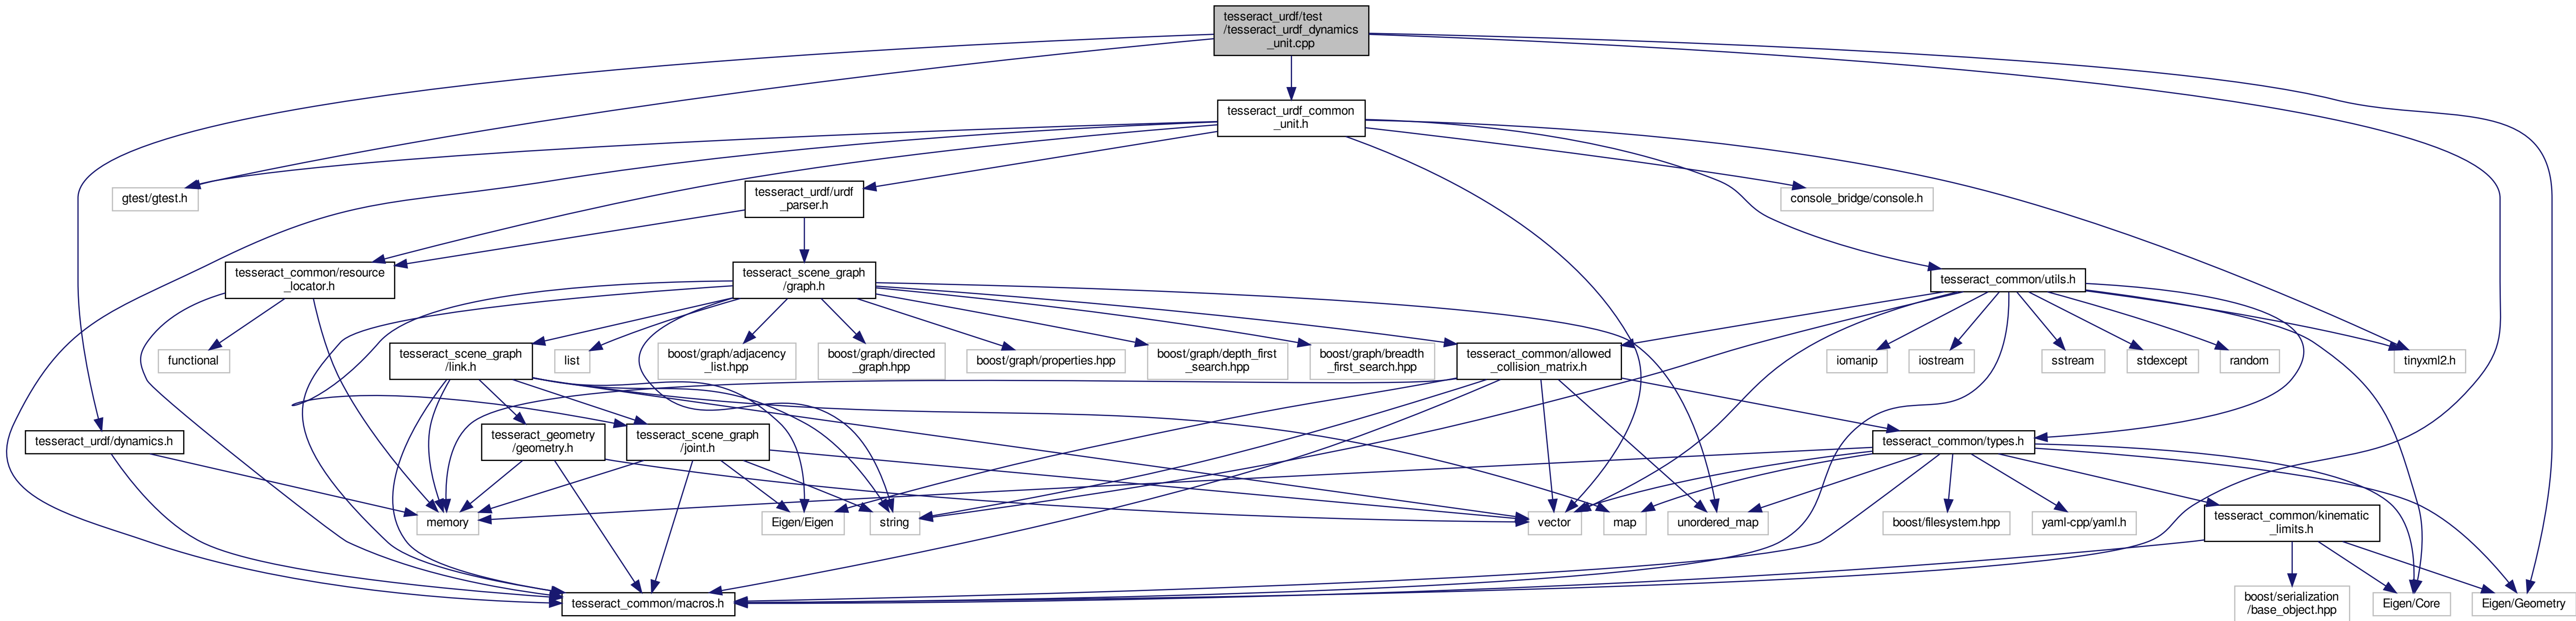 tesseract_urdf/test
/tesseract_urdf_dynamics
_unit.cpp
tesseract_urdf_common
_unit.h
gtest/gtest.h
tesseract_urdf/urdf
_parser.h
console_bridge/console.h
tesseract_common/resource
_locator.h
tesseract_scene_graph
/graph.h
tesseract_common/utils.h
functional
tesseract_scene_graph
/link.h
list
boost/graph/adjacency
_list.hpp
boost/graph/directed
_graph.hpp
boost/graph/properties.hpp
boost/graph/depth_first
_search.hpp
boost/graph/breadth
_first_search.hpp
tesseract_common/allowed
_collision_matrix.h
iomanip
iostream
sstream
stdexcept
random
tinyxml2.h
tesseract_urdf/dynamics.h
tesseract_geometry
/geometry.h
tesseract_scene_graph
/joint.h
tesseract_common/types.h
memory
Eigen/Eigen
string
vector
map
unordered_map
boost/filesystem.hpp
yaml-cpp/yaml.h
tesseract_common/kinematic
_limits.h
tesseract_common/macros.h
boost/serialization
/base_object.hpp
Eigen/Core
Eigen/Geometry